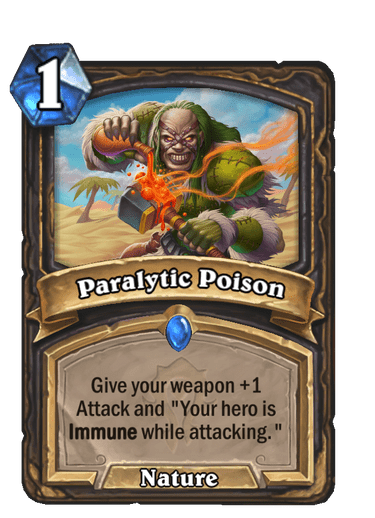 1
Paralytic Poison
Give your weapon +1
Attack and "Your hero is
Immune while attacking."
Nature